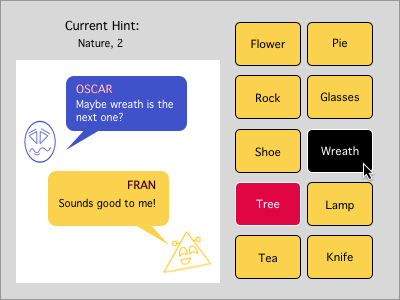 Current Hint:
Nature, 2
OSCAR
Maybe wreath is the
next one?
FRAN
Sounds good to me!
Flower
Pie
Rock
Glasses
Shoe
Wreath
Tree
Lamp
Tea
Knife